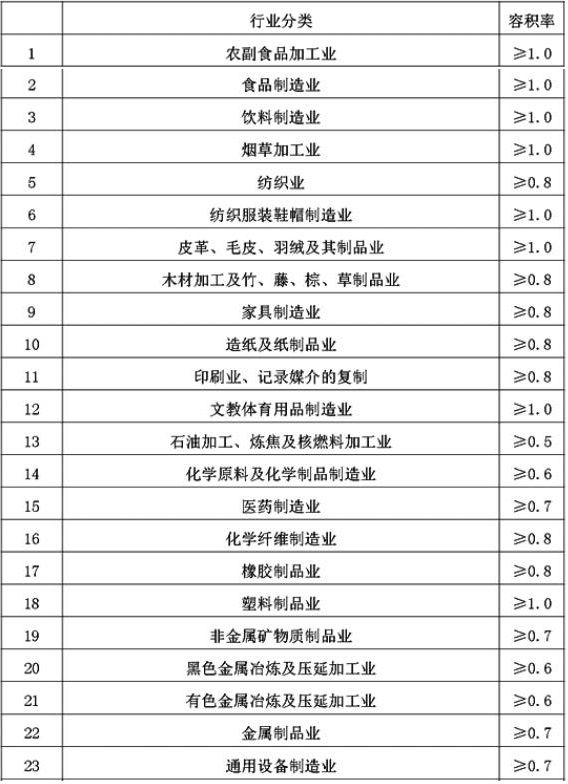 行业分类 容积率
1 农副食品加工业 ≥1.0
2 食品制造业 ≥1.0
3 饮料制造业 ≥1.0
4 烟草加工业 ≥1.0
5 纺织业 ≥0.8
6 纺织服装鞋帽制造业 ≥1.0
7 皮革、毛皮、羽绒及其制品业 ≥1.0
8 木材加工及竹、藤、棕、草制品业 ≥0.8
9 家具制造业 ≥0.8
10 造纸及纸制品业 ≥0.8
11 印刷业、记录媒介的复制 ≥0.8
12 文教体育用品制造业 ≥1.0
13 石油加工、炼焦及核燃料加工业 ≥0.5
14 化学原料及化学制品制造业 ≥0.6
15 医药制造业 ≥0.7
16 化学纤维制造业 ≥0.8
17 橡胶制品业 ≥0.8
18 塑料制品业 ≥1.0
19 非金属矿物质制品业 ≥0.7
20 黑色金属冶炼及压延加工业 ≥0.6
21 有色金属冶炼及压延加工业 ≥0.6
22 金属制品业 ≥0.7
23 通用设备制造业 ≥0.7